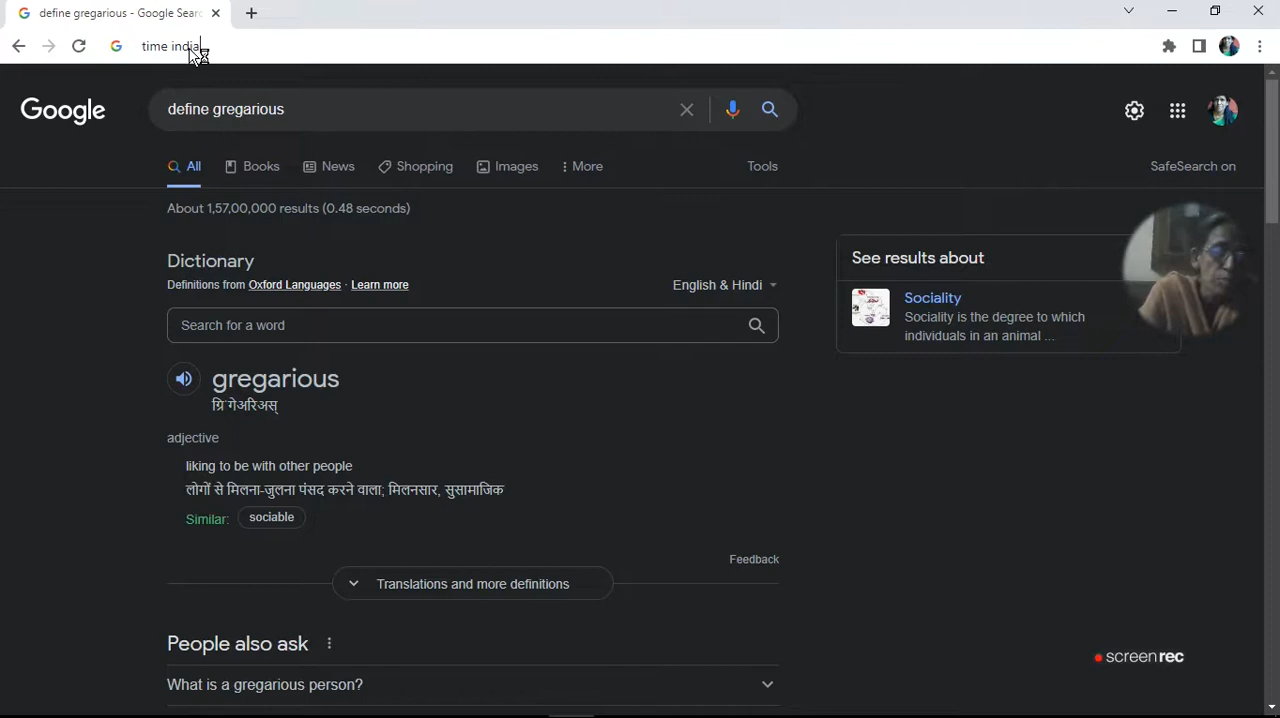 define gregarious - Google Sear
time india
Google
define gregarious
All
Books
News
Shopping
Images
More
Tools
SafeSearch on
About 1,57,00,000 results (0.48 seconds)
Dictionary
Definitions from Oxford Languages · Learn more
English & Hindi
Search for a word
gregarious
ग्रिˈगेअरिअस्
adjective
liking to be with other people
लोगों से मिलना-जुलना पंसद करने वाला; मिलनसार, सुसामाजिक
Similar: sociable
Feedback
Translations and more definitions
People also ask
What is a gregarious person?
See results about
Sociality
Sociality is the degree to which
individuals in an animal ...
screenrec